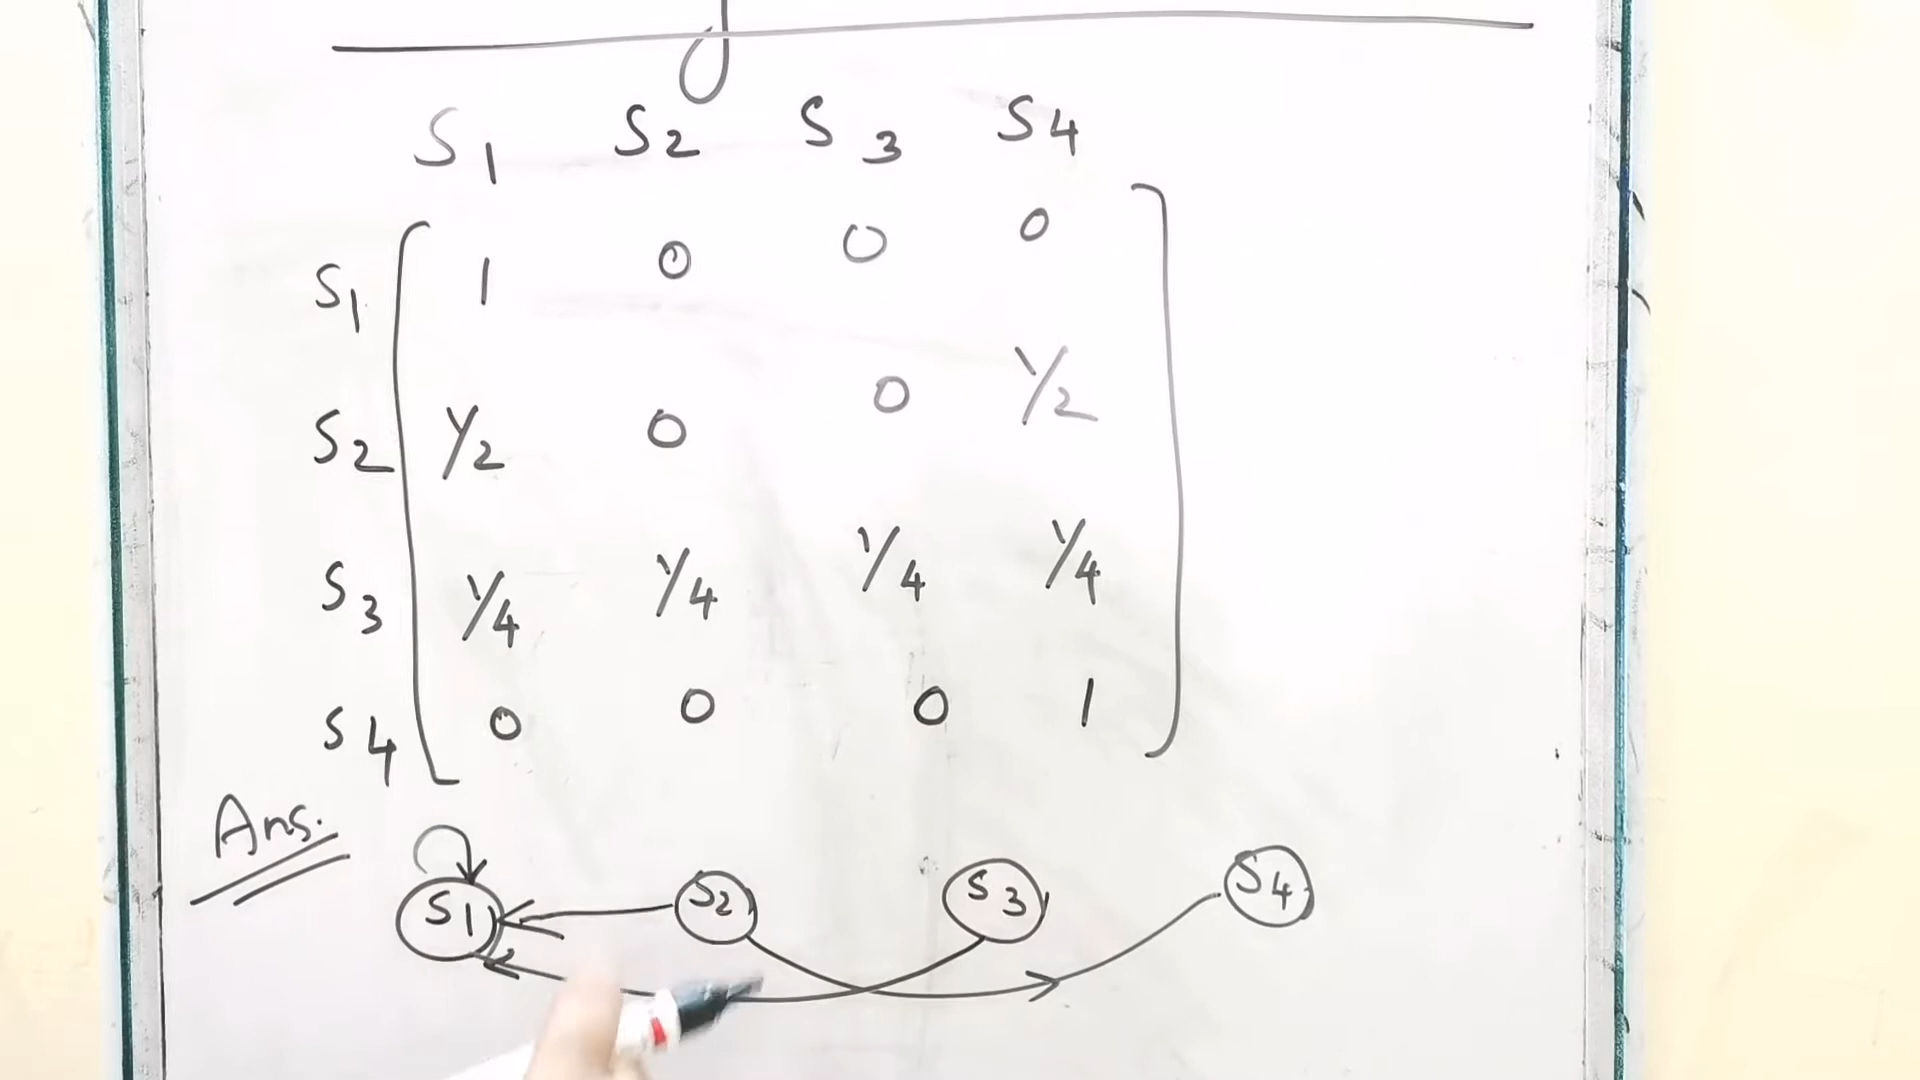 S1 S2 S3 S4
S1 1 0 0 0
S2 1/2 0 0 1/2
S3 1/4 1/4 1/4 1/4
S4 0 0 0 1
Ans.
S1 S2 S3 S4